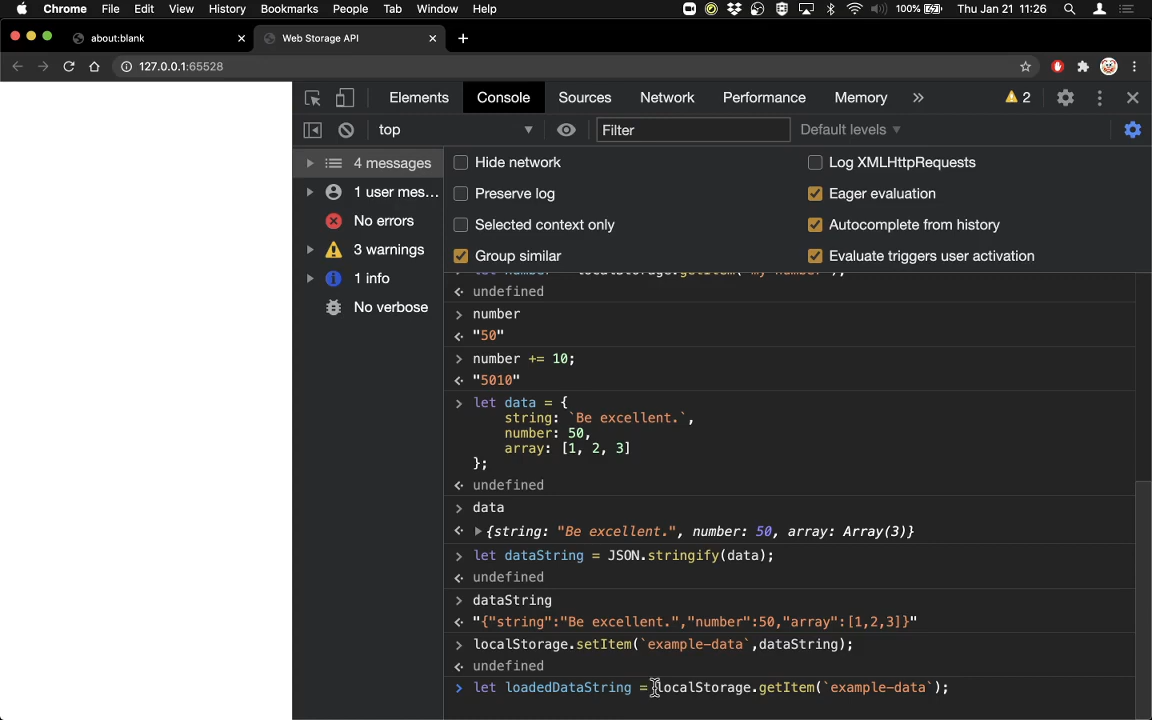 Chrome File Edit View History Bookmarks People Tab Window Help 100% Thu Jan 21 11:26
about:blank Web Storage API
127.0.0.1:65528
Elements Console Sources Network Performance Memory » 2
top Filter Default levels
4 messages
1 user mes...
No errors
3 warnings
1 info
No verbose
Hide network Log XMLHttpRequests
Preserve log Eager evaluation
Selected context only Autocomplete from history
Group similar Evaluate triggers user activation
let number = localStorage.getItem(`my-number`);
undefined
number
"50"
number += 10;
"5010"
let data = {
string: `Be excellent.`,
number: 50,
array: [1, 2, 3]
};
undefined
data
{string: "Be excellent.", number: 50, array: Array(3)}
let dataString = JSON.stringify(data);
undefined
dataString
"{"string":"Be excellent.","number":50,"array":[1,2,3]}"
localStorage.setItem(`example-data`,dataString);
undefined
let loadedDataString = localStorage.getItem(`example-data`);